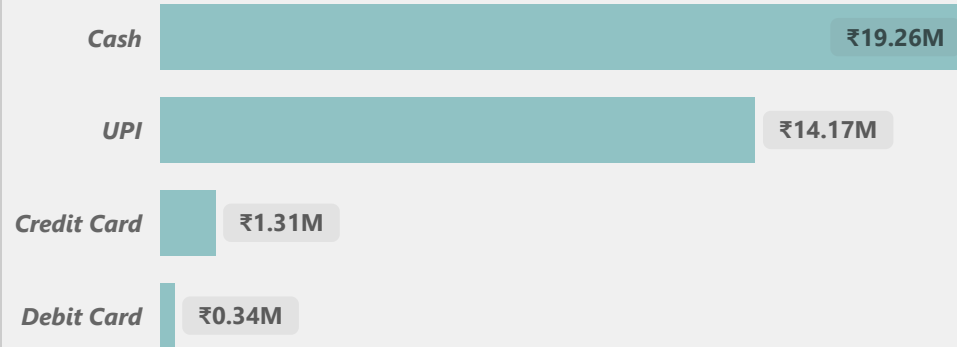 Cash ₹19.26M
UPI ₹14.17M
Credit Card ₹1.31M
Debit Card ₹0.34M